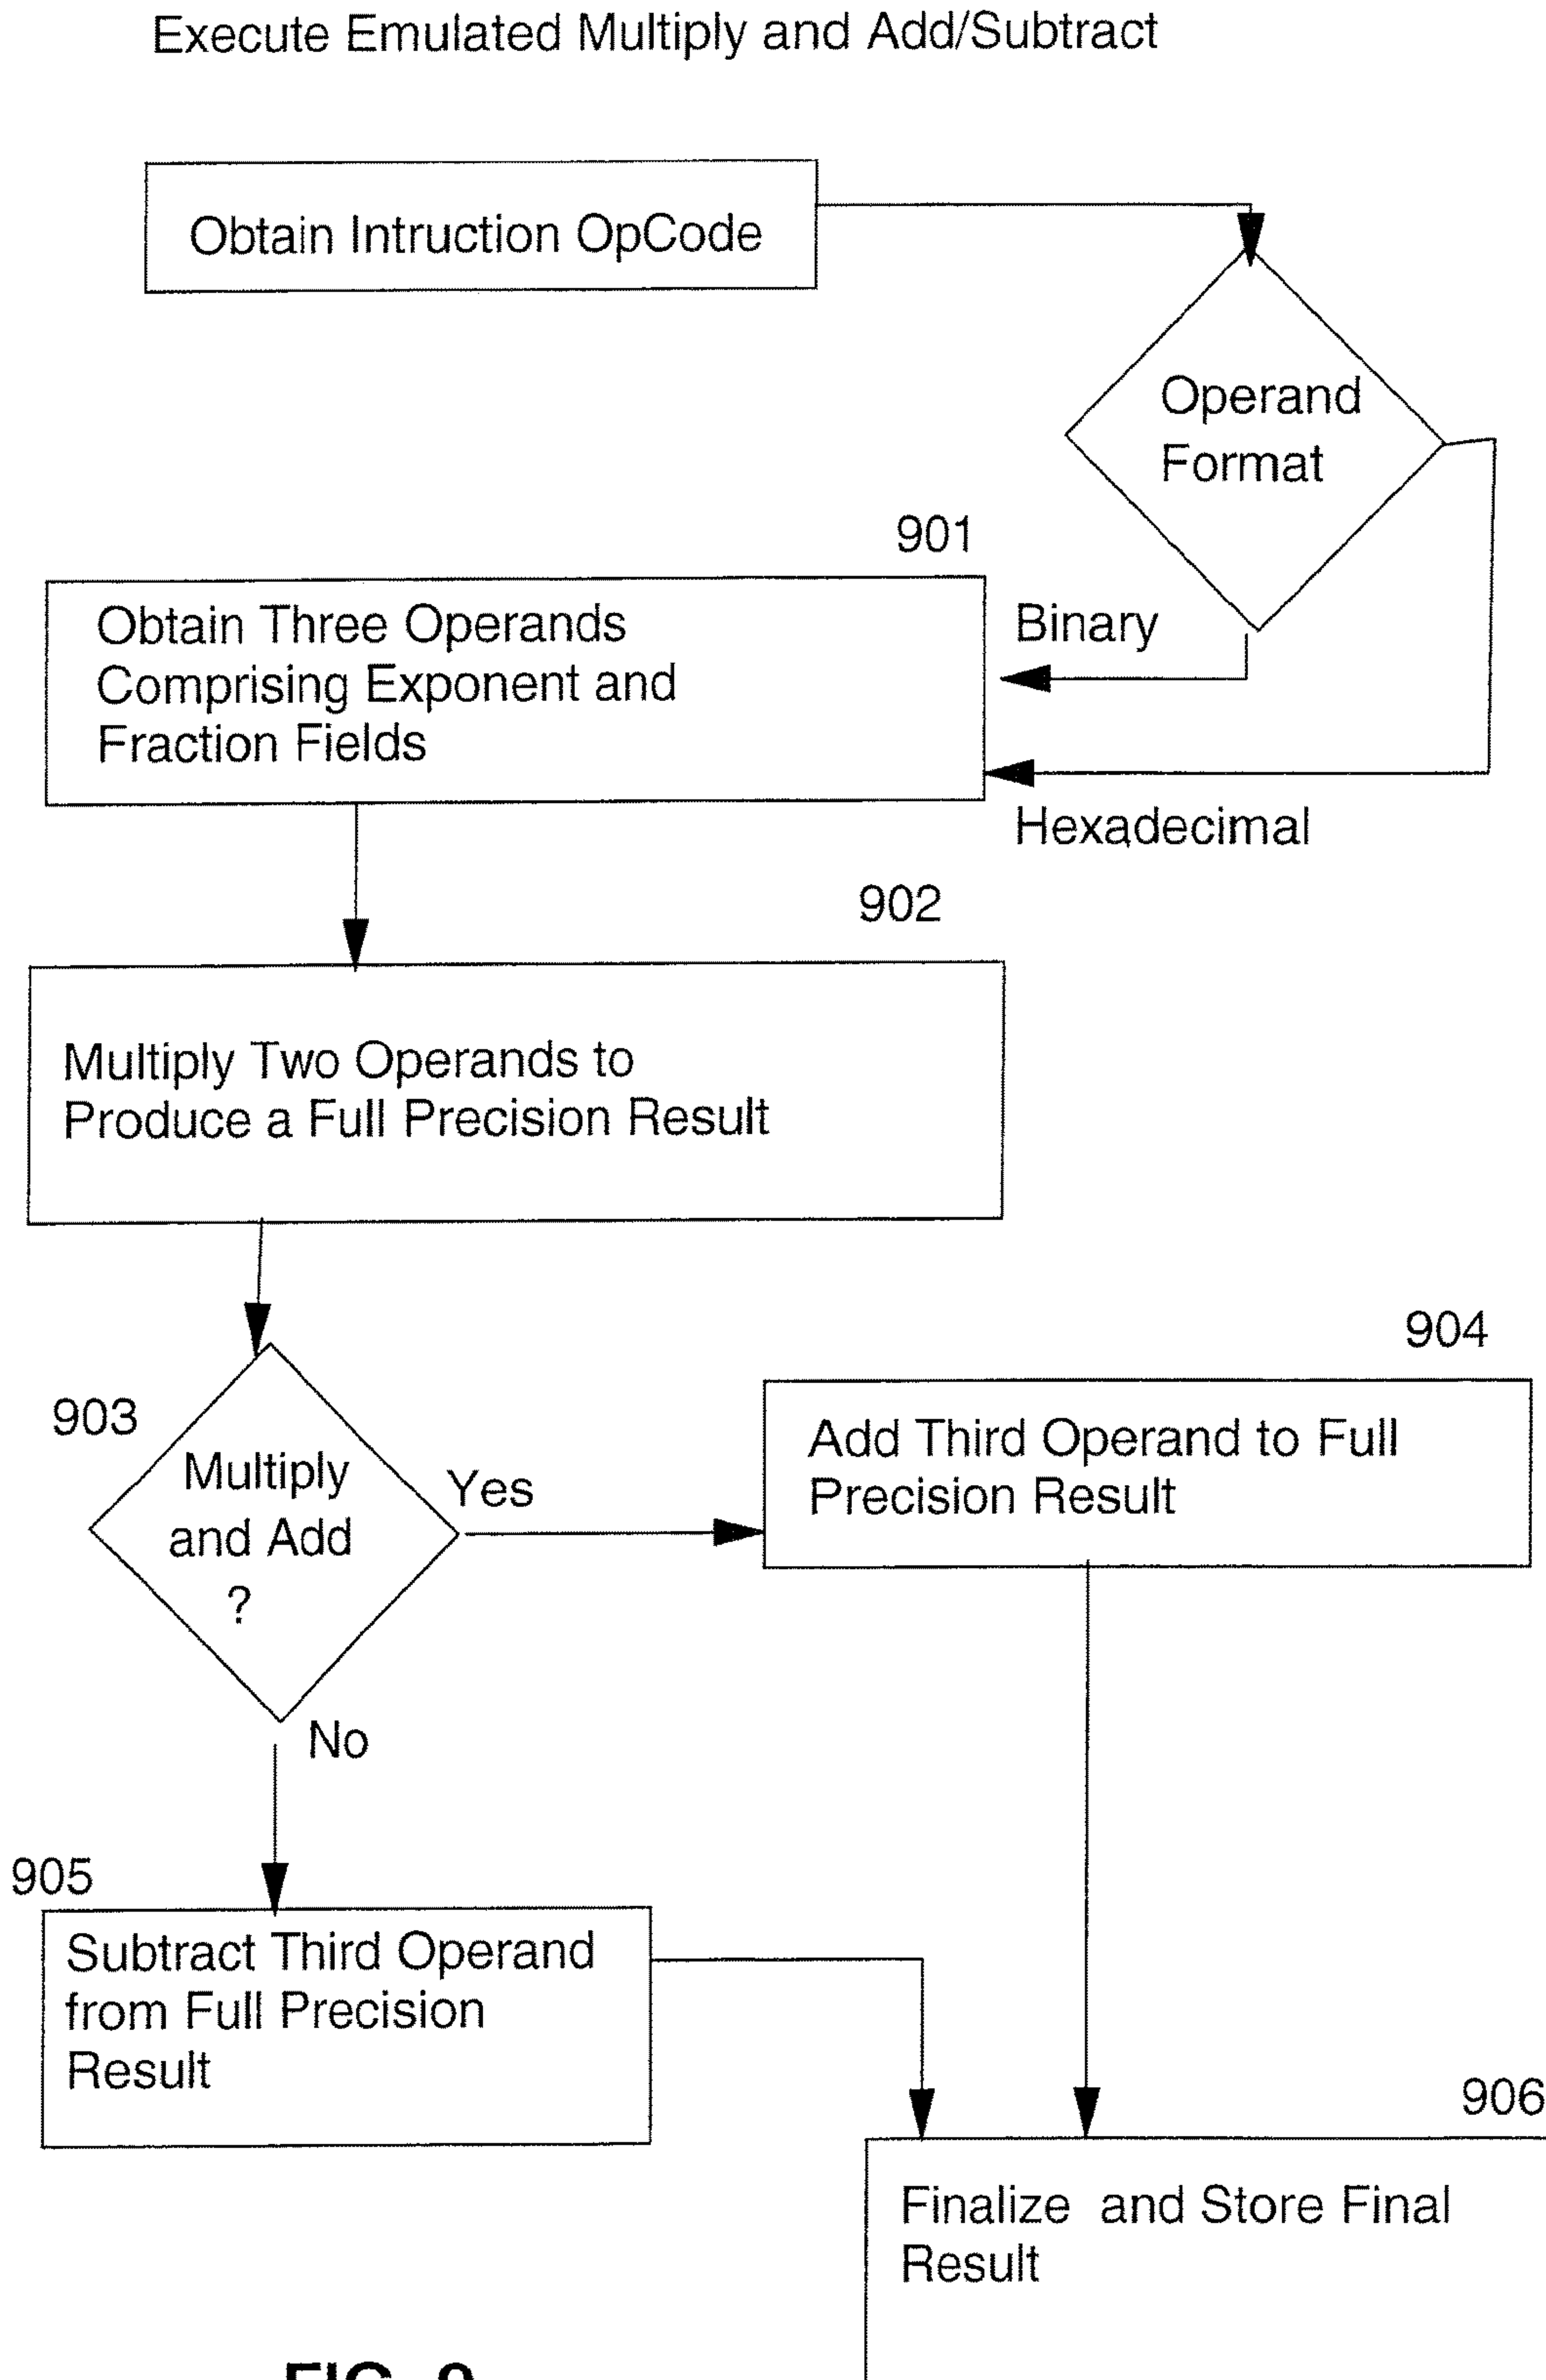 Execute Emulated Multiply and Add/Subtract
Obtain Intruction OpCode
Operand
Format
901
Obtain Three Operands
Comprising Exponent and
Fraction Fields
Binary
Hexadecimal
902
Multiply Two Operands to
Produce a Full Precision Result
903
Multiply
and Add
?
Yes
904
Add Third Operand to Full
Precision Result
No
905
Subtract Third Operand
from Full Precision
Result
906
Finalize and Store Final
Result
FIG.